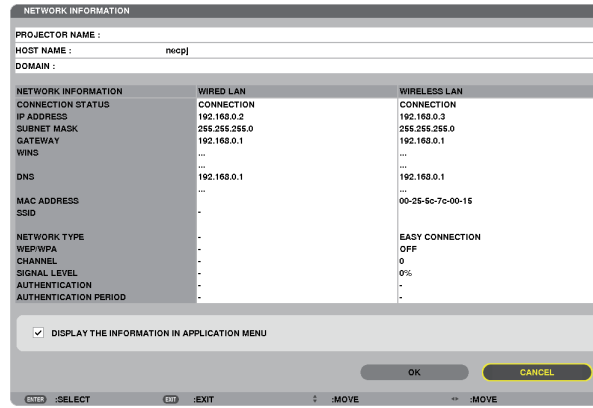 NETWORK INFORMATION
PROJECTOR NAME :
HOST NAME : necpj
DOMAIN :
NETWORK INFORMATION WIRED LAN WIRELESS LAN
CONNECTION STATUS CONNECTION CONNECTION
IP ADDRESS 192.168.0.2 192.168.0.3
SUBNET MASK 255.255.255.0 255.255.255.0
GATEWAY 192.168.0.1 192.168.0.1
WINS ... ...
... ...
DNS 192.168.0.1 192.168.0.1
... ...
MAC ADDRESS 00-25-5c-7c-00-15
SSID -
NETWORK TYPE - EASY CONNECTION
WEP/WPA - OFF
CHANNEL - 0
SIGNAL LEVEL - 0%
AUTHENTICATION - -
AUTHENTICATION PERIOD - -
DISPLAY THE INFORMATION IN APPLICATION MENU
OK CANCEL
ENTER :SELECT EXIT :EXIT :MOVE :MOVE